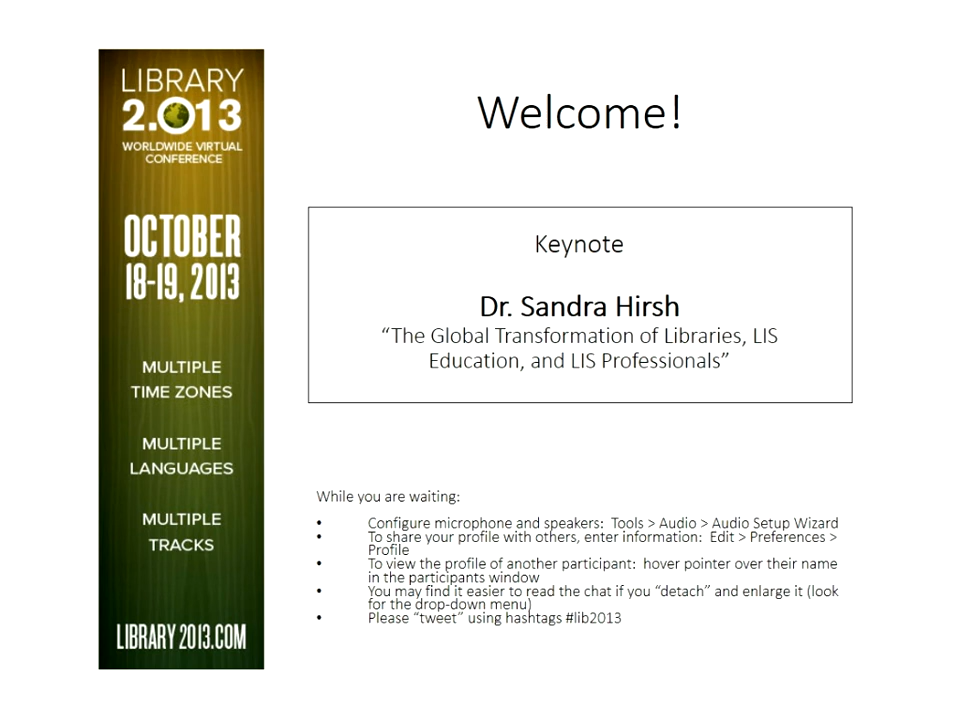 LIBRARY
2.013
WORLDWIDE VIRTUAL
CONFERENCE
OCTOBER
18-19, 2013
MULTIPLE
TIME ZONES
MULTIPLE
LANGUAGES
MULTIPLE
TRACKS
LIBRARY 2013.COM
Welcome!
Keynote
Dr. Sandra Hirsh
“The Global Transformation of Libraries, LIS
Education, and LIS Professionals”
While you are waiting:
• Configure microphone and speakers: Tools > Audio > Audio Setup Wizard
• To share your profile with others, enter information: Edit > Preferences >
Profile
• To view the profile of another participant: hover pointer over their name
in the participants window
• You may find it easier to read the chat if you “detach” and enlarge it (look
for the drop-down menu)
• Please “tweet” using hashtags #lib2013